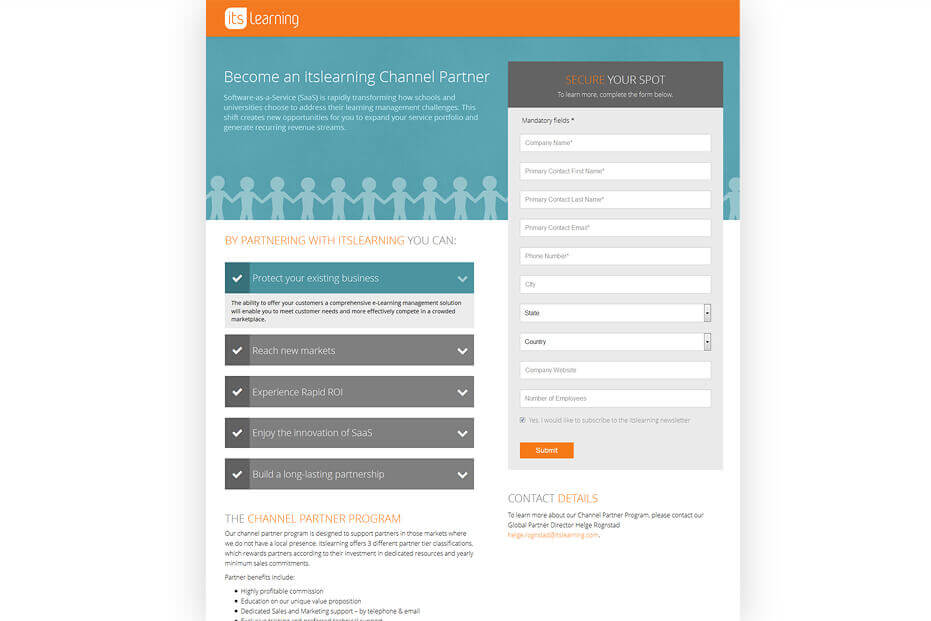 its learning
Become an itslearning Channel Partner
Software-as-a-Service (SaaS) is rapidly transforming how schools and
universities choose to address their learning management challenges. This
shift creates new opportunities for you to expand your service portfolio and
generate recurring revenue streams.
BY PARTNERING WITH ITSLEARNING YOU CAN:
Protect your existing business
The ability to offer your customers a comprehensive e-Learning management solution
will enable you to meet customer needs and more effectively compete in a crowded
marketplace.
Reach new markets
Experience Rapid ROI
Enjoy the innovation of SaaS
Build a long-lasting partnership
THE CHANNEL PARTNER PROGRAM
Our channel partner program is designed to support partners in those markets where
we do not have a local presence. itslearning offers 3 different partner tier classifications,
which rewards partners according to their investment in dedicated resources and yearly
minimum sales commitments.
Partner benefits include:
Highly profitable commission
Education on our unique value proposition
Dedicated Sales and Marketing support – by telephone & email
Exclusive training and preferred technical support
SECURE YOUR SPOT
To learn more, complete the form below.
Mandatory fields *
Company Name*
Primary Contact First Name*
Primary Contact Last Name*
Primary Contact Email*
Phone Number*
City
State
Country
Company Website
Number of Employees
Yes, I would like to subscribe to the itslearning newsletter
Submit
CONTACT DETAILS
To learn more about our Channel Partner Program, please contact our
Global Partner Director Helge Rognstad
helge.rognstad@itslearning.com.